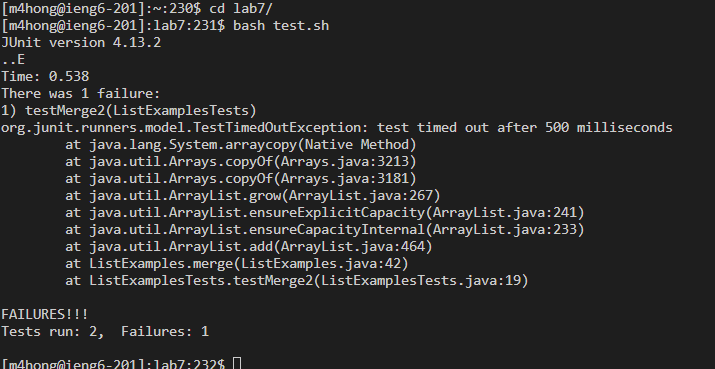 [m4hong@ieng6-201]:~:230$ cd lab7/
[m4hong@ieng6-201]:lab7:231$ bash test.sh
JUnit version 4.13.2
..E
Time: 0.538
There was 1 failure:
1) testMerge2(ListExamplesTests)
org.junit.runners.model.TestTimedOutException: test timed out after 500 milliseconds
        at java.lang.System.arraycopy(Native Method)
        at java.util.Arrays.copyOf(Arrays.java:3213)
        at java.util.Arrays.copyOf(Arrays.java:3181)
        at java.util.ArrayList.grow(ArrayList.java:267)
        at java.util.ArrayList.ensureExplicitCapacity(ArrayList.java:241)
        at java.util.ArrayList.ensureCapacityInternal(ArrayList.java:233)
        at java.util.ArrayList.add(ArrayList.java:464)
        at ListExamples.merge(ListExamples.java:42)
        at ListExamplesTests.testMerge2(ListExamplesTests.java:19)
FAILURES!!!
Tests run: 2,  Failures: 1
[m4hong@ieng6-201]:lab7:232$